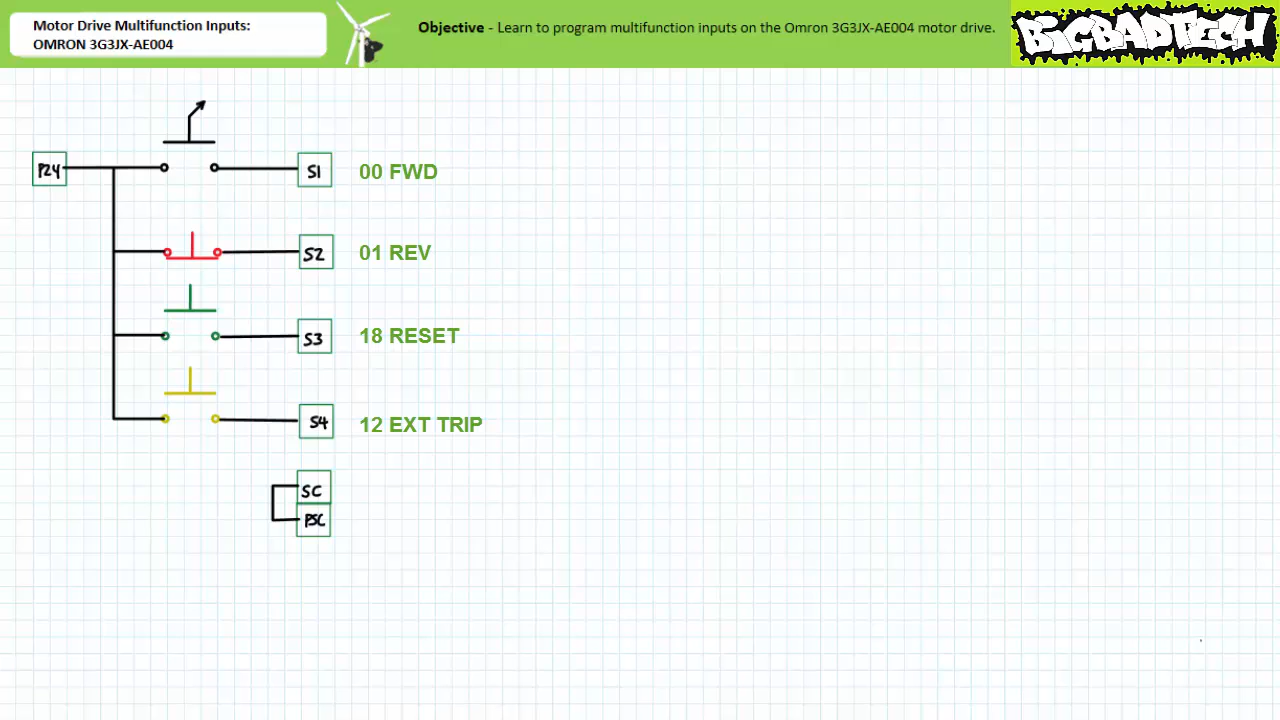 Motor Drive Multifunction Inputs:
OMRON 3G3JX-AE004
Objective - Learn to program multifunction inputs on the Omron 3G3JX-AE004 motor drive.
BIGBADTECH
P24
S1
00 FWD
S2
01 REV
S3
18 RESET
S4
12 EXT TRIP
SC
PSC